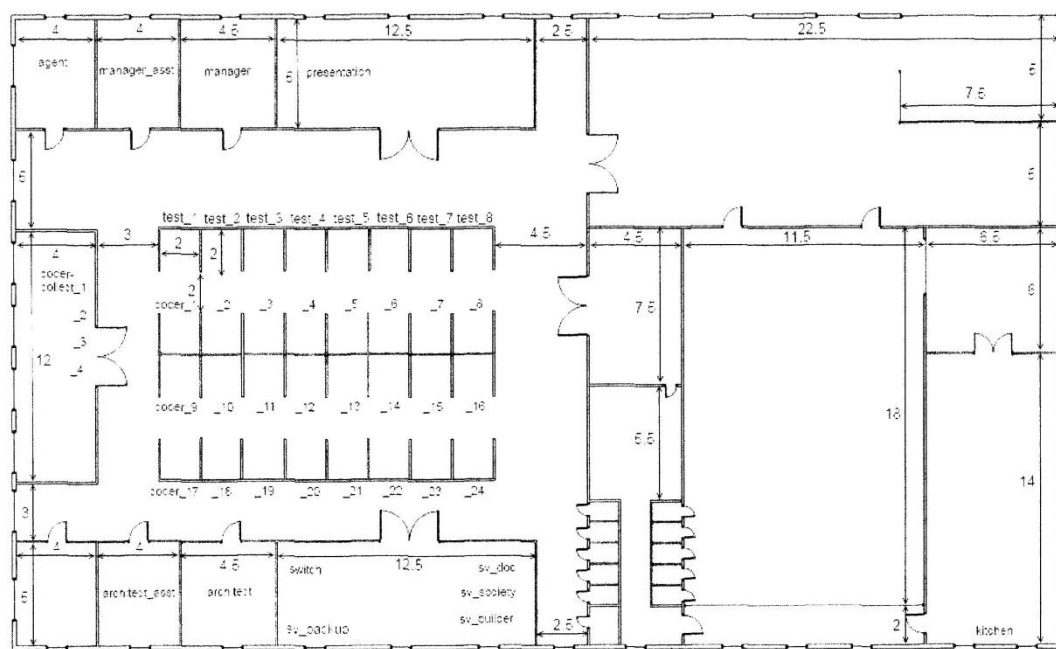 4
4
4.5
12.5
2.5
22.5
agent
manager_asst
manager
presentation
5
5
7.5
5
5
test_1 test_2 test_3 test_4 test_5 test_6 test_7 test_8
4
3
2
2
4.5
4.5
11.5
6.5
coder-
collect_1
_2
_3
_4
2
coder_1 _2 _3 _4 _5 _6 _7 _8
7.5
6
12
18
coder_9 _10 _11 _12 _13 _14 _15 _16
5.5
14
coder_17 _18 _19 _20 _21 _22 _23 _24
3
4
4
4.5
12.5
switch
sv_doc
5
architect_asst
architect
sv_society
sv_backup
sv_builder
2.5
2
kitchen